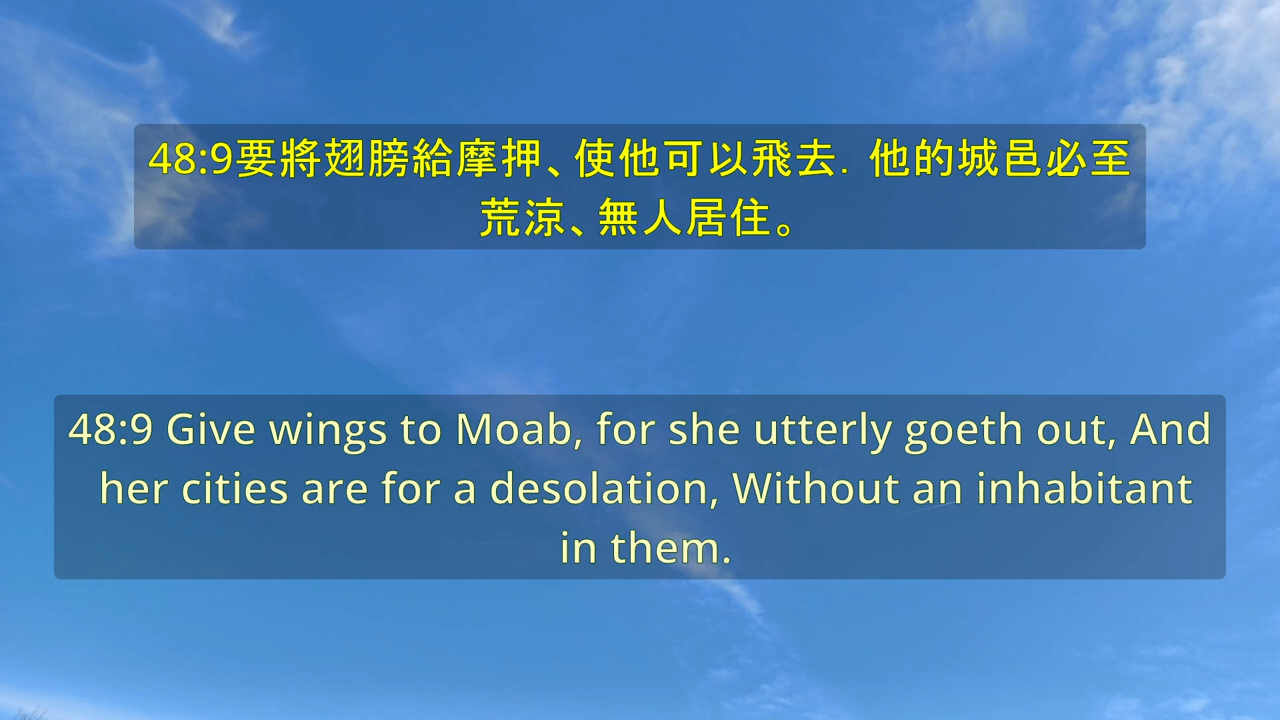 48:9要將翅膀給摩押、使他可以飛去．他的城邑必至
荒涼、無人居住。
48:9 Give wings to Moab, for she utterly goeth out, And
her cities are for a desolation, Without an inhabitant
in them.